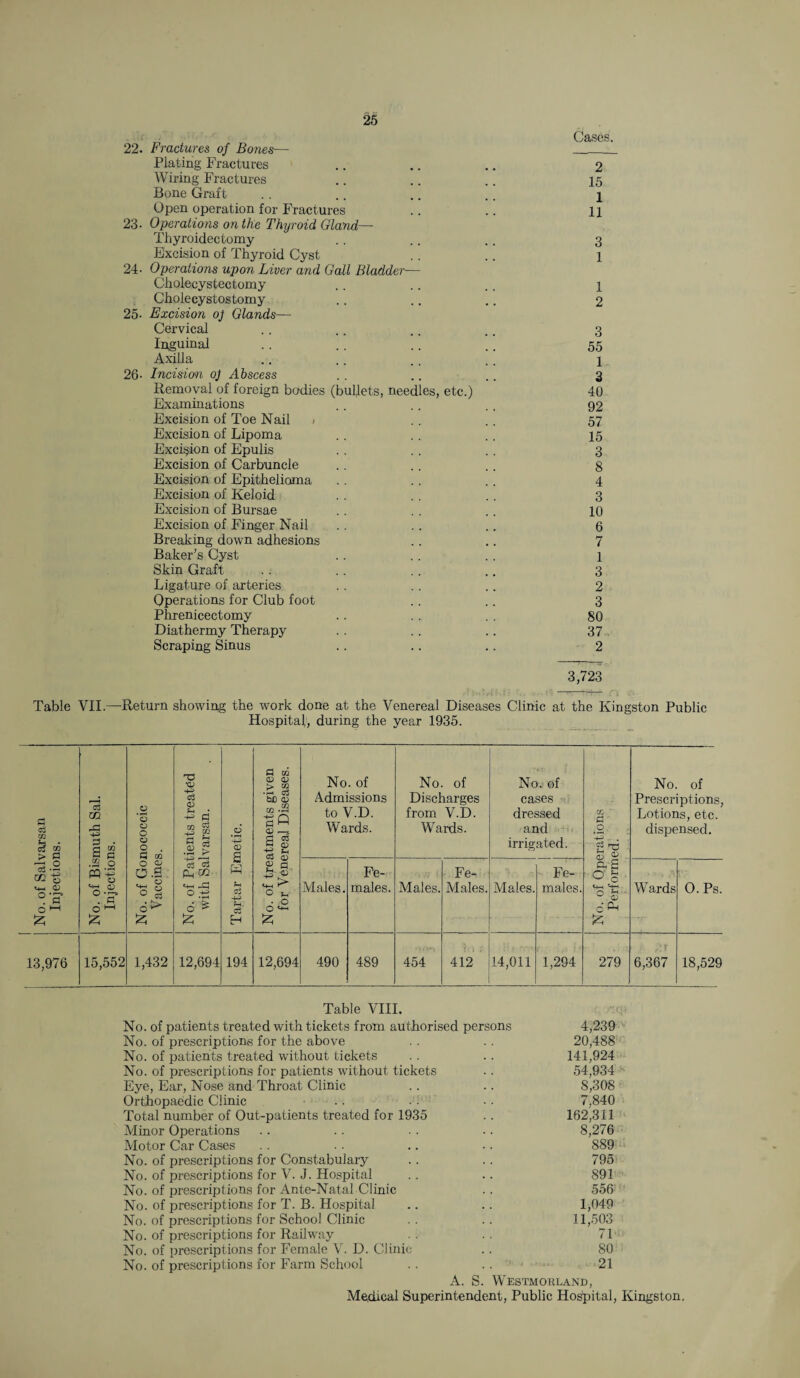 25
Cases.
22. Fractures of Bones—
Plating Fractures .. .. .. 2
Wiring Fractures .. .. .. 15
Bone Graft .. .. .. .. 1
Open operation for Fractures .. .. 11
23. Operations on the Thyroid Gland—
Thyroidectomy .. .. .. 3
Excision of Thyroid Cyst .. .. 1
24. Operations upon Liver and Gall Bladder—
Cholecystectomy .. .. .. 1
Cholecystostomy .. .. .. 2
25. Excision of Glands—
Cervical .. .. .. .. 3
Inguinal .. .. .. .. 55
Axilla .. .. .. .. 1
26. Incision of Abscess .. .. .. 3
Removal of foreign bodies (bullets, needles, etc.) 40
Examinations .. .. .. 92
Excision of Toe Nail .. .. 57
Excision of Lipoma .. .. .. 15
Excision of Epulis .. .. .. 3
Excision of Carbuncle .. .. .. 8
Excision of Epithelioma .. .. .. 4
Excision of Keloid .. .. .. 3
Excision of Bursae .. .. .. 10
Excision of Finger Nail .. .. .. 6
Breaking down adhesions .. .. 7
Baker's Cyst .. .. .. 1
Skin Graft .. .. .. .. 3
Ligature of arteries .. .. .. 2
Operations for Club foot .. .. 3
Phrenicectomy .. .. .. 80
Diathermy Therapy .. .. .. 37
Scraping Sinus .. .. .. 2
3,723
Table VII.—Return showing the work done at the Venereal Diseases Clinic at the Kingston Public
Hospital, during the year 1935.
No. of Salvarsan Injections.
No. of Bismuth Sal. Injections.
No. of Gonococcic Vaccines.
No. of Patients treated with Salvarsan.
Tartar Emetic.
No. of treatments given for Venereal Diseases.
No. of Admissions to V.D. Wards.
No. of Discharges from V.D. Wards.
No. of cases dressed and irrigated.
No. of Operations Performed.
No. of Prescriptions, Lotions, etc. dispensed.
Males. Fe-males. Males. Fe-Males. Males. Fe-males. Wards O. Ps.
13,976 15,552 1,432 12,694 194 12,694 490 489 454 412 14,011 1,294 279 6,367 18,529
Table VIII.
No. of patients treated with tickets from authorised persons 4,239
No. of prescriptions for the above .. .. 20,488
No. of patients treated without tickets .. .. 141,924
No. of prescriptions for patients without tickets .. 54,934
Eye, Ear, Nose and Throat Clinic .. .. 8,308
Orthopaedic Clinic .. .. .. 7,840
Total number of Out-patients treated for 1935 .. 162,311
Minor Operations .. .. .. .. 8,276
Motor Car Cases .. .. .. .. 889
No. of prescriptions for Constabulary .. .. 795
No. of prescriptions for V. J. Hospital .. .. 891
No. of prescriptions for Ante-Natal Clinic .. 556
No. of prescriptions for T. B. Hospital .. .. 1,049
No. of prescriptions for School Clinic .. .. 11,503
No. of prescriptions for Railway .. .. 71
No. of prescriptions for Female V. D. Clinic .. 80
No. of prescriptions for Farm School .. .. 21
A. S. Westmorland,
Medical Superintendent, Public Hospital, Kingston.